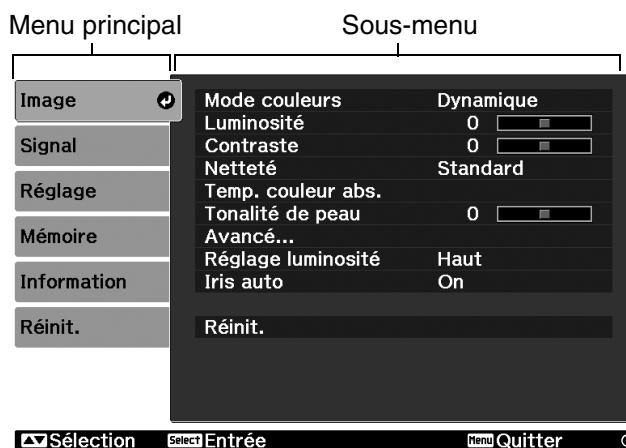 Menu principal
Sous-menu
Image
Signal
Réglage
Mémoire
Information
Réinit.
Mode couleurs Dynamique
Luminosité 0
Contraste 0
Netteté Standard
Temp. couleur abs.
Tonalité de peau 0
Avancé...
Réglage luminosité Haut
Iris auto On
Réinit.
Sélection Select Entrée Menu Quitter